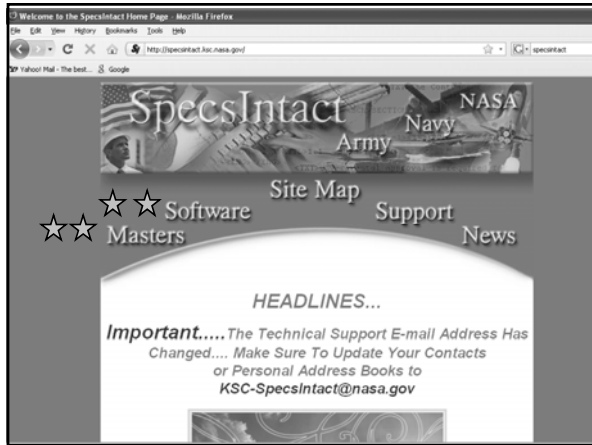 Welcome to the SpecsIntact Home Page - Mozilla Firefox
File Edit View History Bookmarks Tools Help
http://specsintact.ksc.nasa.gov/
specsintact
Yahoo! Mail - The best... Google
SpecsIntact
NASA
Navy
Army
Site Map
Software Support
Masters News
HEADLINES...
Important.....The Technical Support E-mail Address Has
Changed.... Make Sure To Update Your Contacts
or Personal Address Books to
KSC-SpecsIntact@nasa.gov